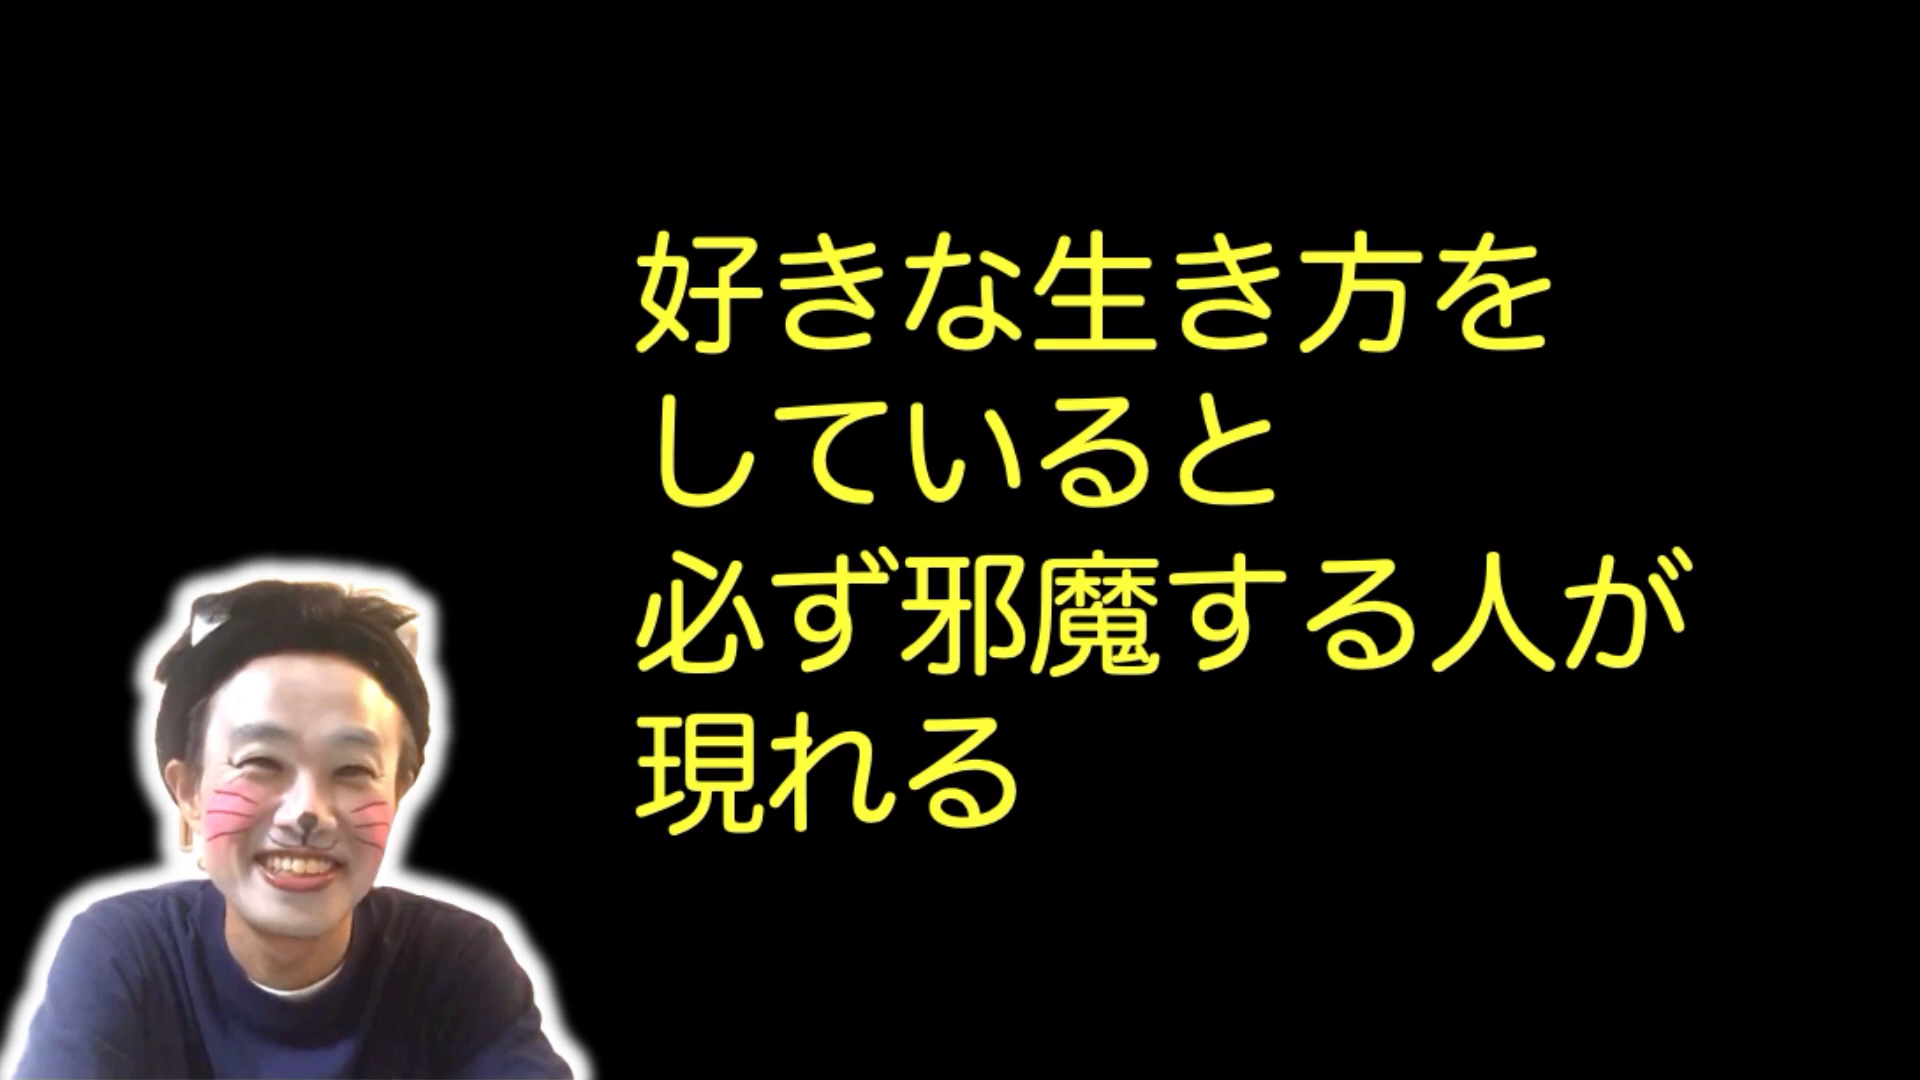 好きな生き方を
していると
必ず邪魔する人が
現れる